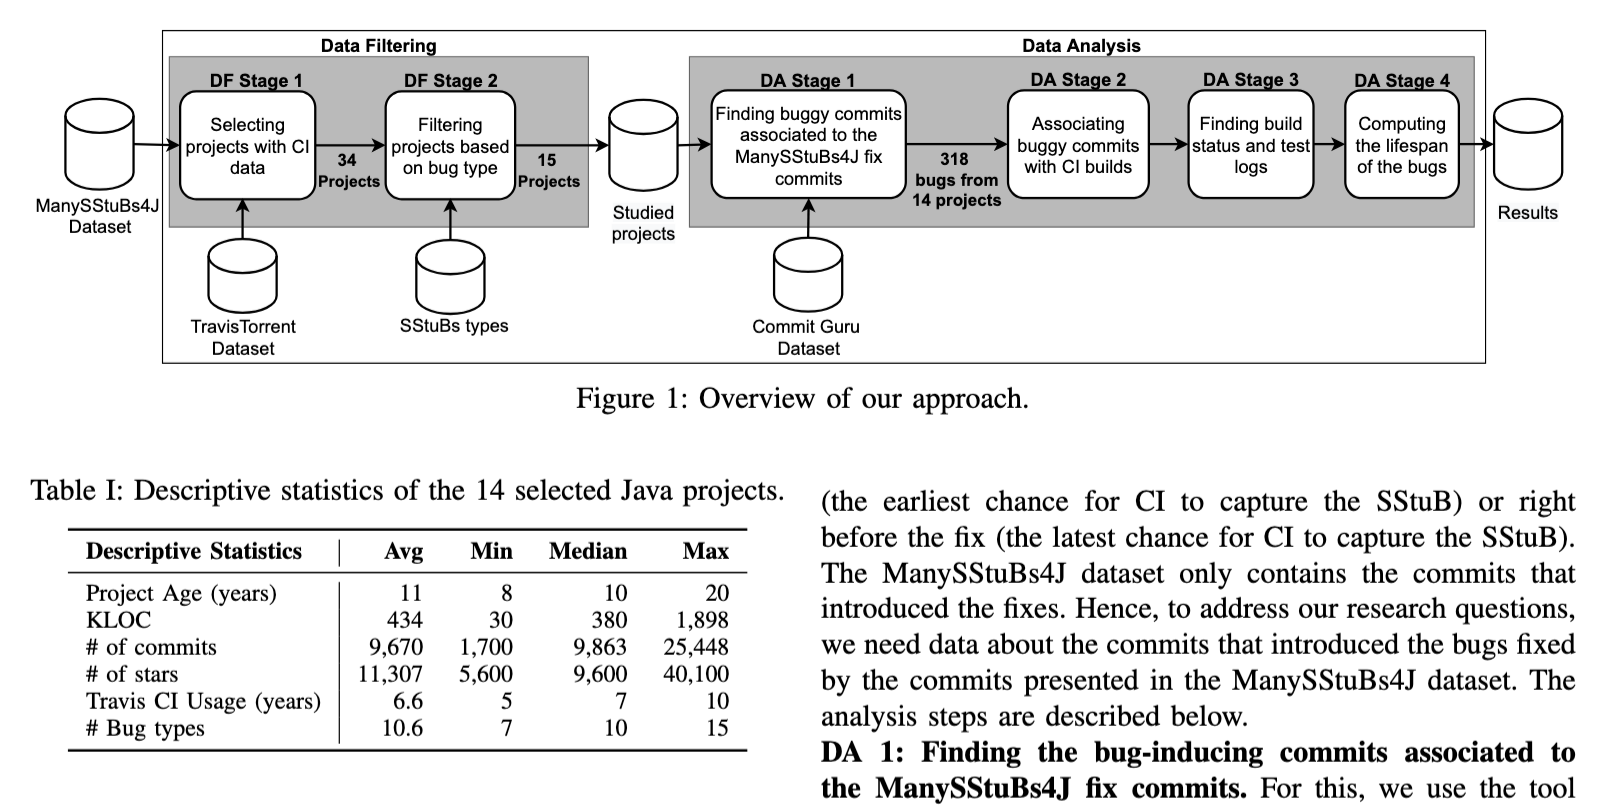 Data Filtering
Data Analysis
DF Stage 1
DF Stage 2
DA Stage 1
DA Stage 2
DA Stage 3
DA Stage 4
ManySStuBs4J
Dataset
Selecting
projects with CI
data
34
Projects
Filtering
projects based
on bug type
15
Projects
Studied
projects
Finding buggy commits
associated to the
ManySStuBs4J fix
commits
318
bugs from
14 projects
Associating
buggy commits
with CI builds
Finding build
status and test
logs
Computing
the lifespan
of the bugs
Results
TravisTorrent
Dataset
SStuBs types
Commit Guru
Dataset
Figure 1: Overview of our approach.
Table I: Descriptive statistics of the 14 selected Java projects.
Descriptive Statistics Avg Min Median Max
Project Age (years) 11 8 10 20
KLOC 434 30 380 1,898
# of commits 9,670 1,700 9,863 25,448
# of stars 11,307 5,600 9,600 40,100
Travis CI Usage (years) 6.6 5 7 10
# Bug types 10.6 7 10 15
(the earliest chance for CI to capture the SStuB) or right
before the fix (the latest chance for CI to capture the SStuB).
The ManySStuBs4J dataset only contains the commits that
introduced the fixes. Hence, to address our research questions,
we need data about the commits that introduced the bugs fixed
by the commits presented in the ManySStuBs4J dataset. The
analysis steps are described below.
DA 1: Finding the bug-inducing commits associated to
the ManySStuBs4J fix commits. For this, we use the tool